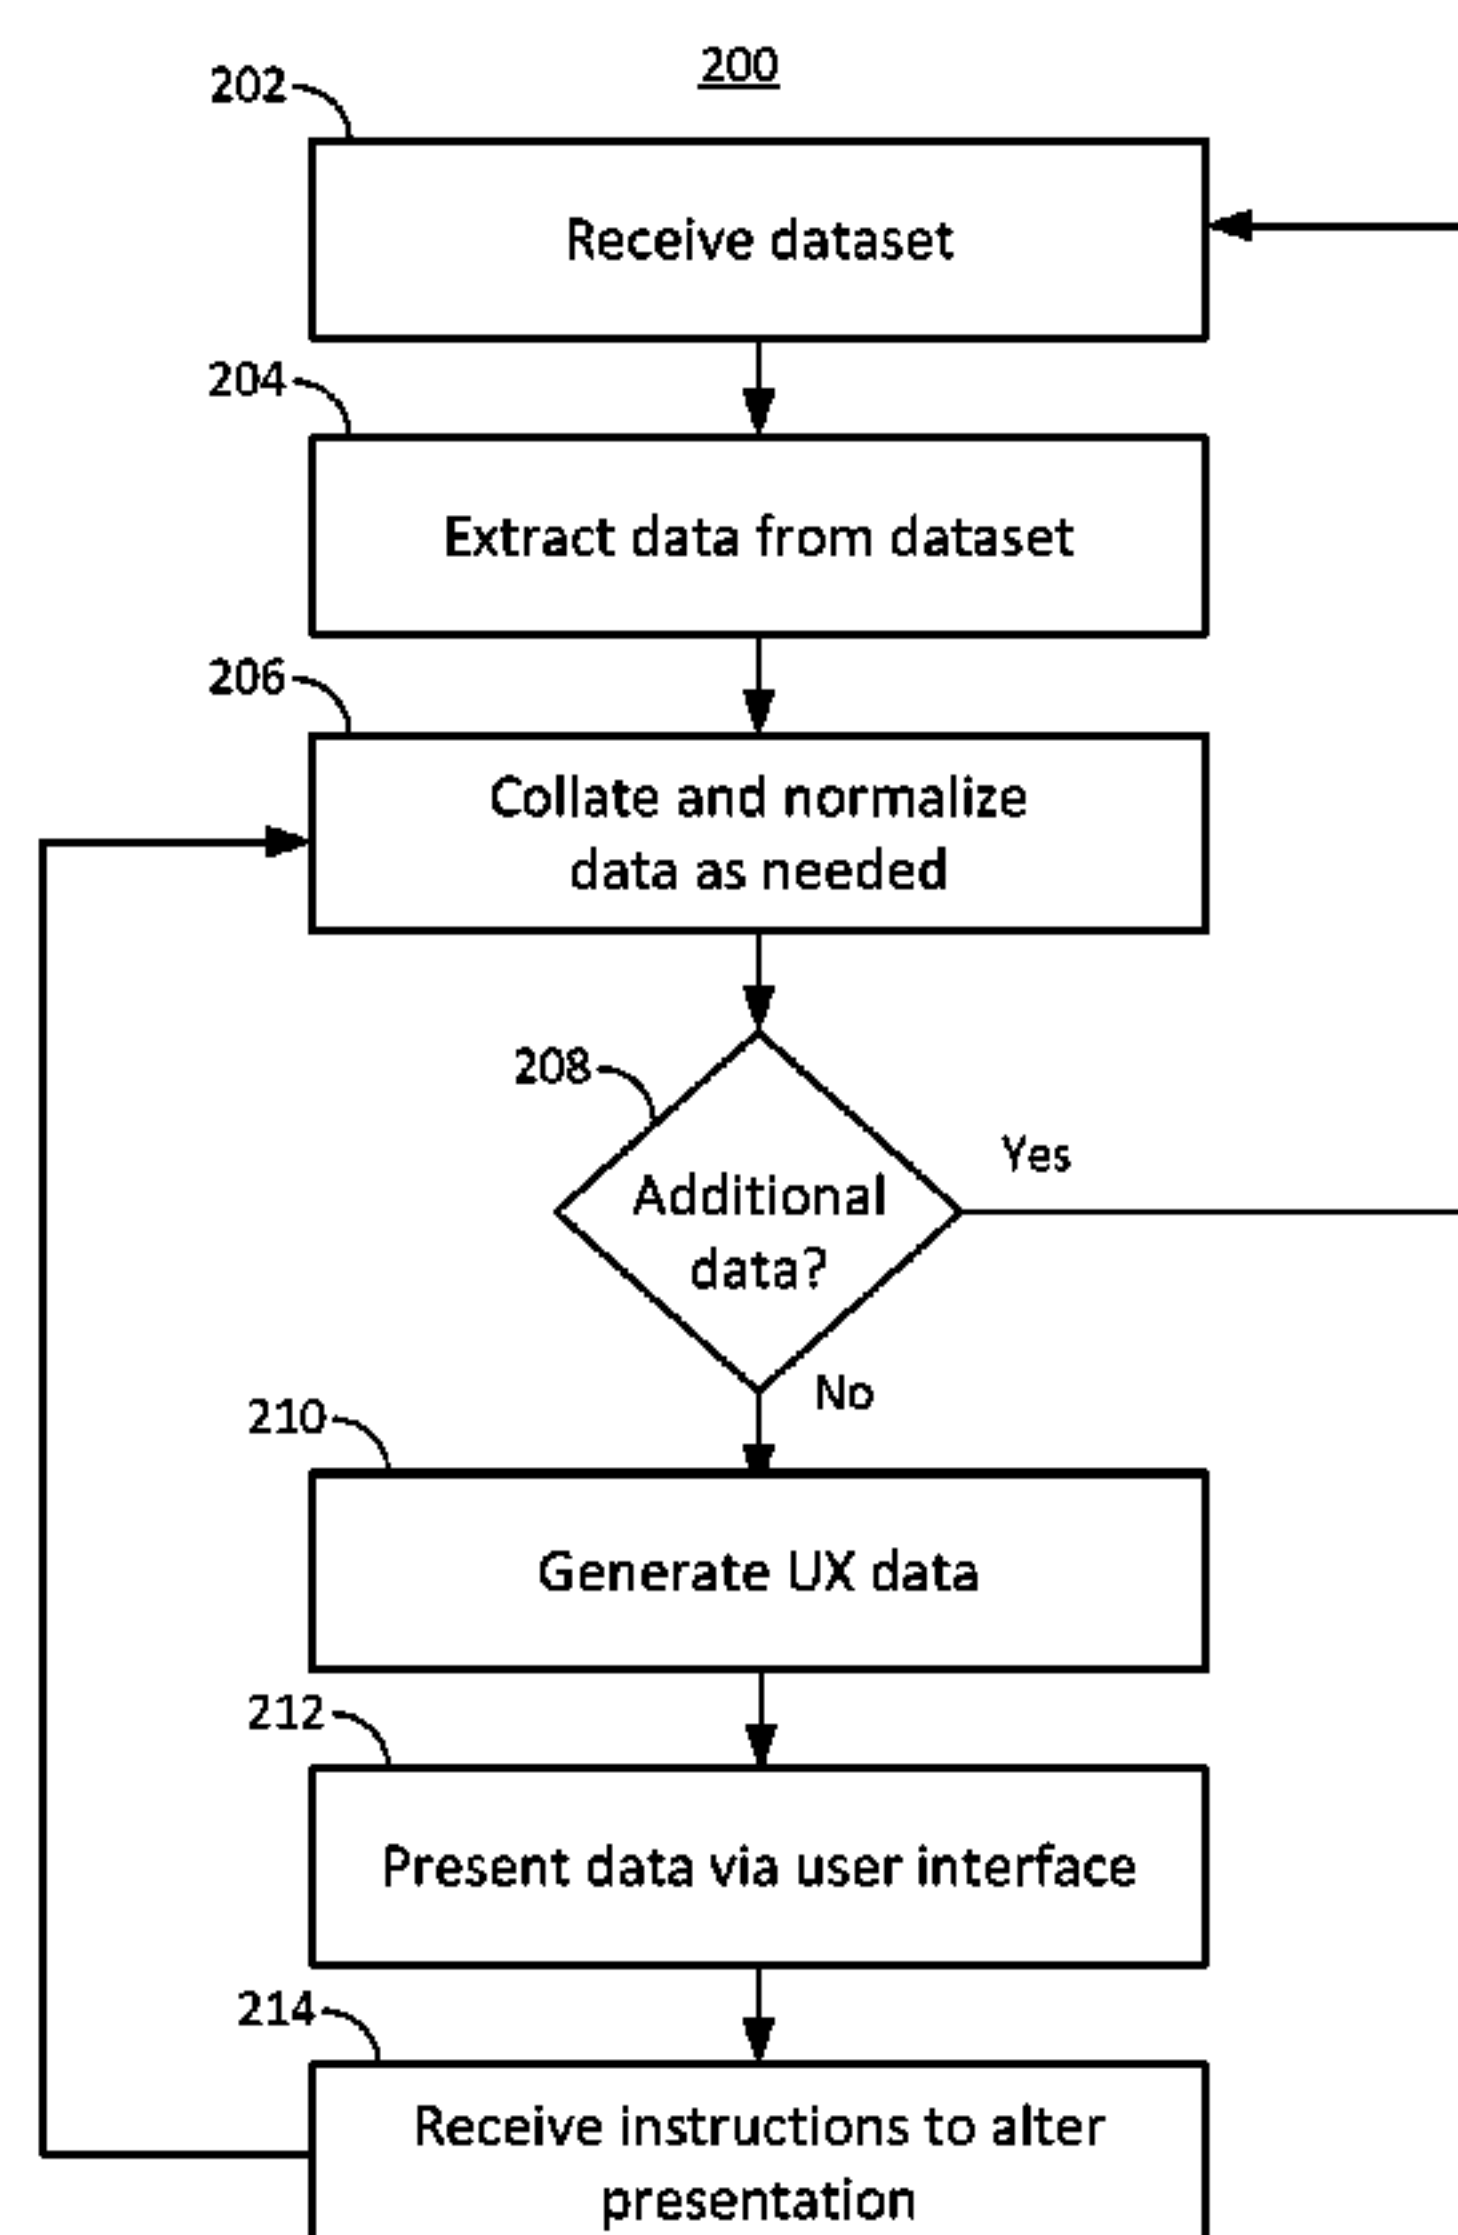 200
202
Receive dataset
204
Extract data from dataset
206
Collate and normalize
data as needed
208
Additional
data?
Yes
No
210
Generate UX data
212
Present data via user interface
214
Receive instructions to alter
presentation